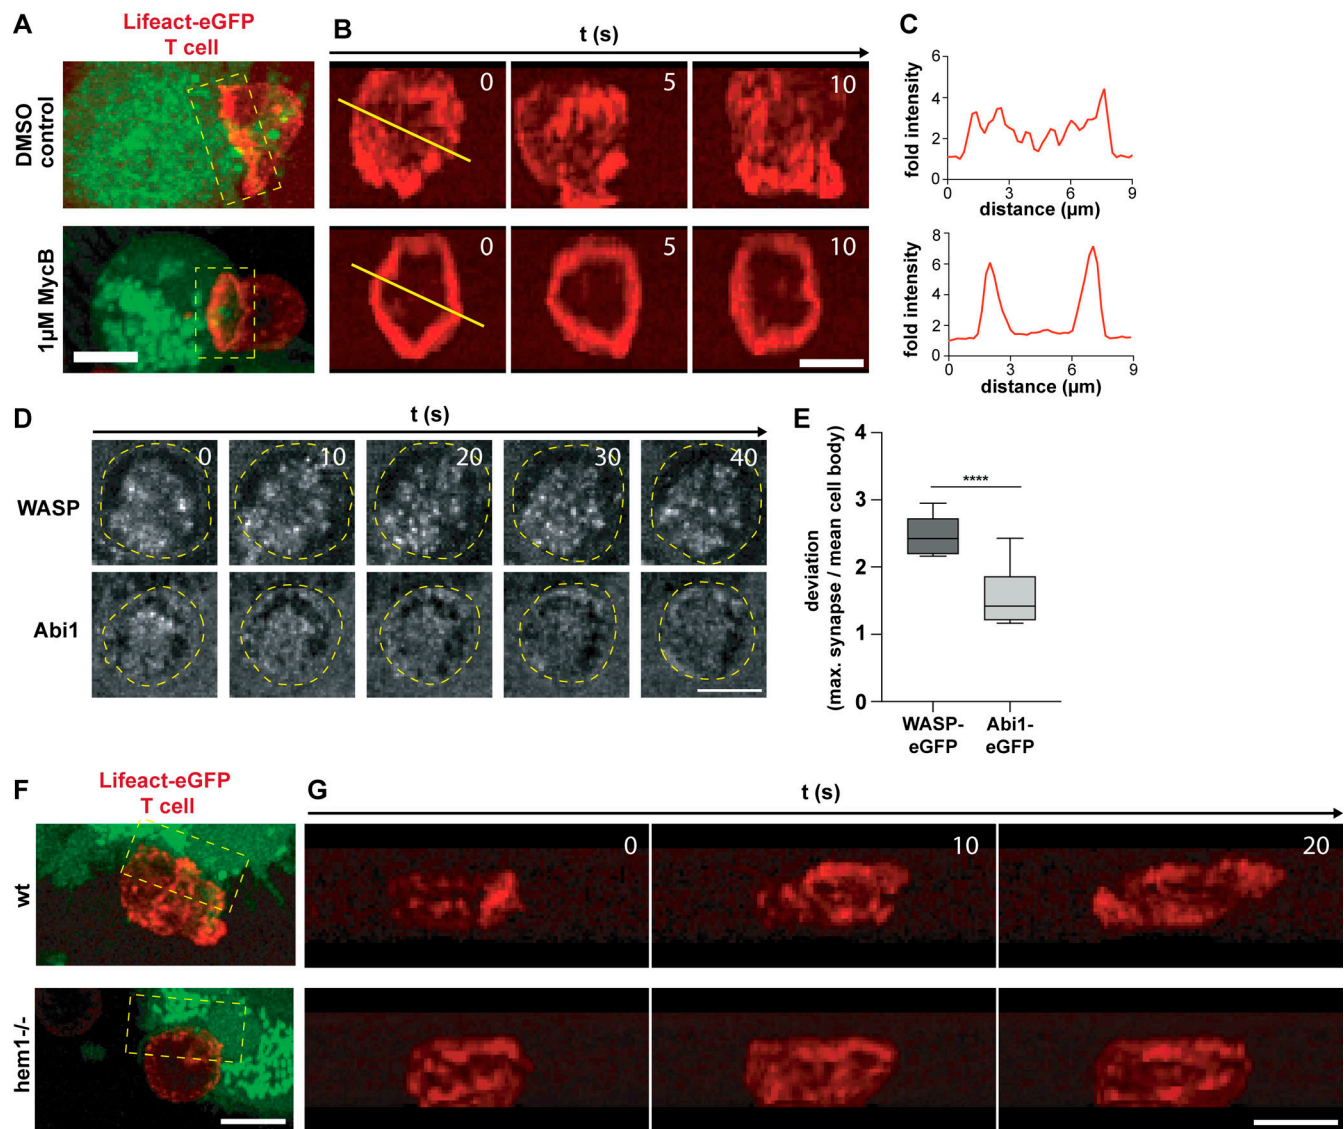 A
Lifeact-eGFP
T cell
DMSO
control
1µM MycB
B
t (s)
0
5
10
0
5
10
C
fold intensity
6
4
2
0
0
3
6
9
distance (µm)
fold intensity
8
6
4
2
0
0
3
6
9
distance (µm)
D
t (s)
WASP
0
10
20
30
40
Abi1
E
deviation
(max. synapse / mean cell body)
4
3
2
1
0
****
WASP-
eGFP
Abi1-
eGFP
F
Lifeact-eGFP
T cell
wt
hem1-/-
G
t (s)
0
10
20